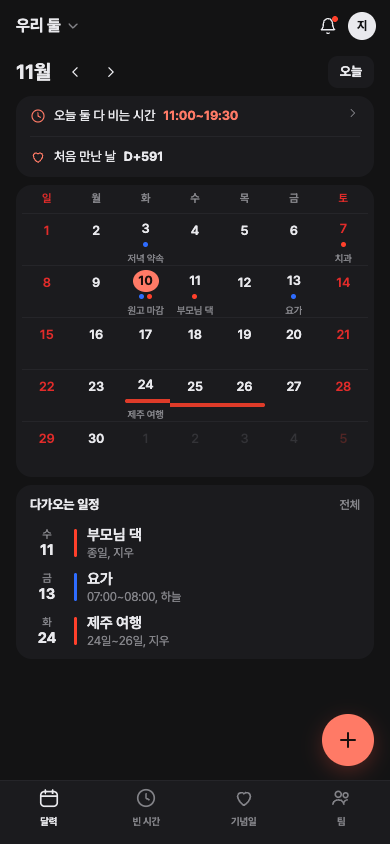 우리 둘
지
11월
오늘
오늘 둘 다 비는 시간 11:00~19:30
처음 만난 날 D+591
일 월 화 수 목 금 토
1 2 3 4 5 6 7
저녁 약속 치과
8 9 10 11 12 13 14
원고 마감 부모님 댁 요가
15 16 17 18 19 20 21
22 23 24 25 26 27 28
제주 여행
29 30 1 2 3 4 5
다가오는 일정 전체
수
11
부모님 댁
종일, 지우
금
13
요가
07:00~08:00, 하늘
화
24
제주 여행
24일~26일, 지우
달력 빈 시간 기념일 팀